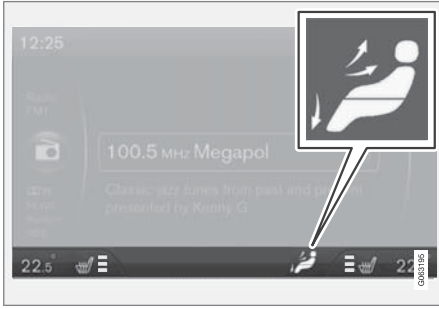 12:25
Radio
FM1
100.5 MHz Megapol
Classic jazz tunes from past and present
presented by Kenny G
22.5°
22
G063195